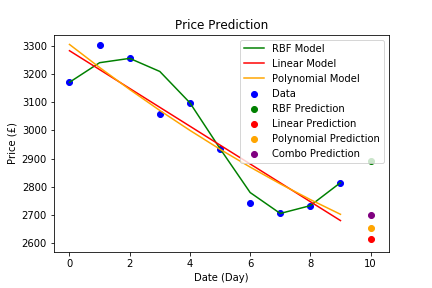 Price Prediction
3300
3200
3100
3000
2900
2800
2700
2600
Price (£)
0
2
4
6
8
10
Date (Day)
RBF Model
Linear Model
Polynomial Model
Data
RBF Prediction
Linear Prediction
Polynomial Prediction
Combo Prediction